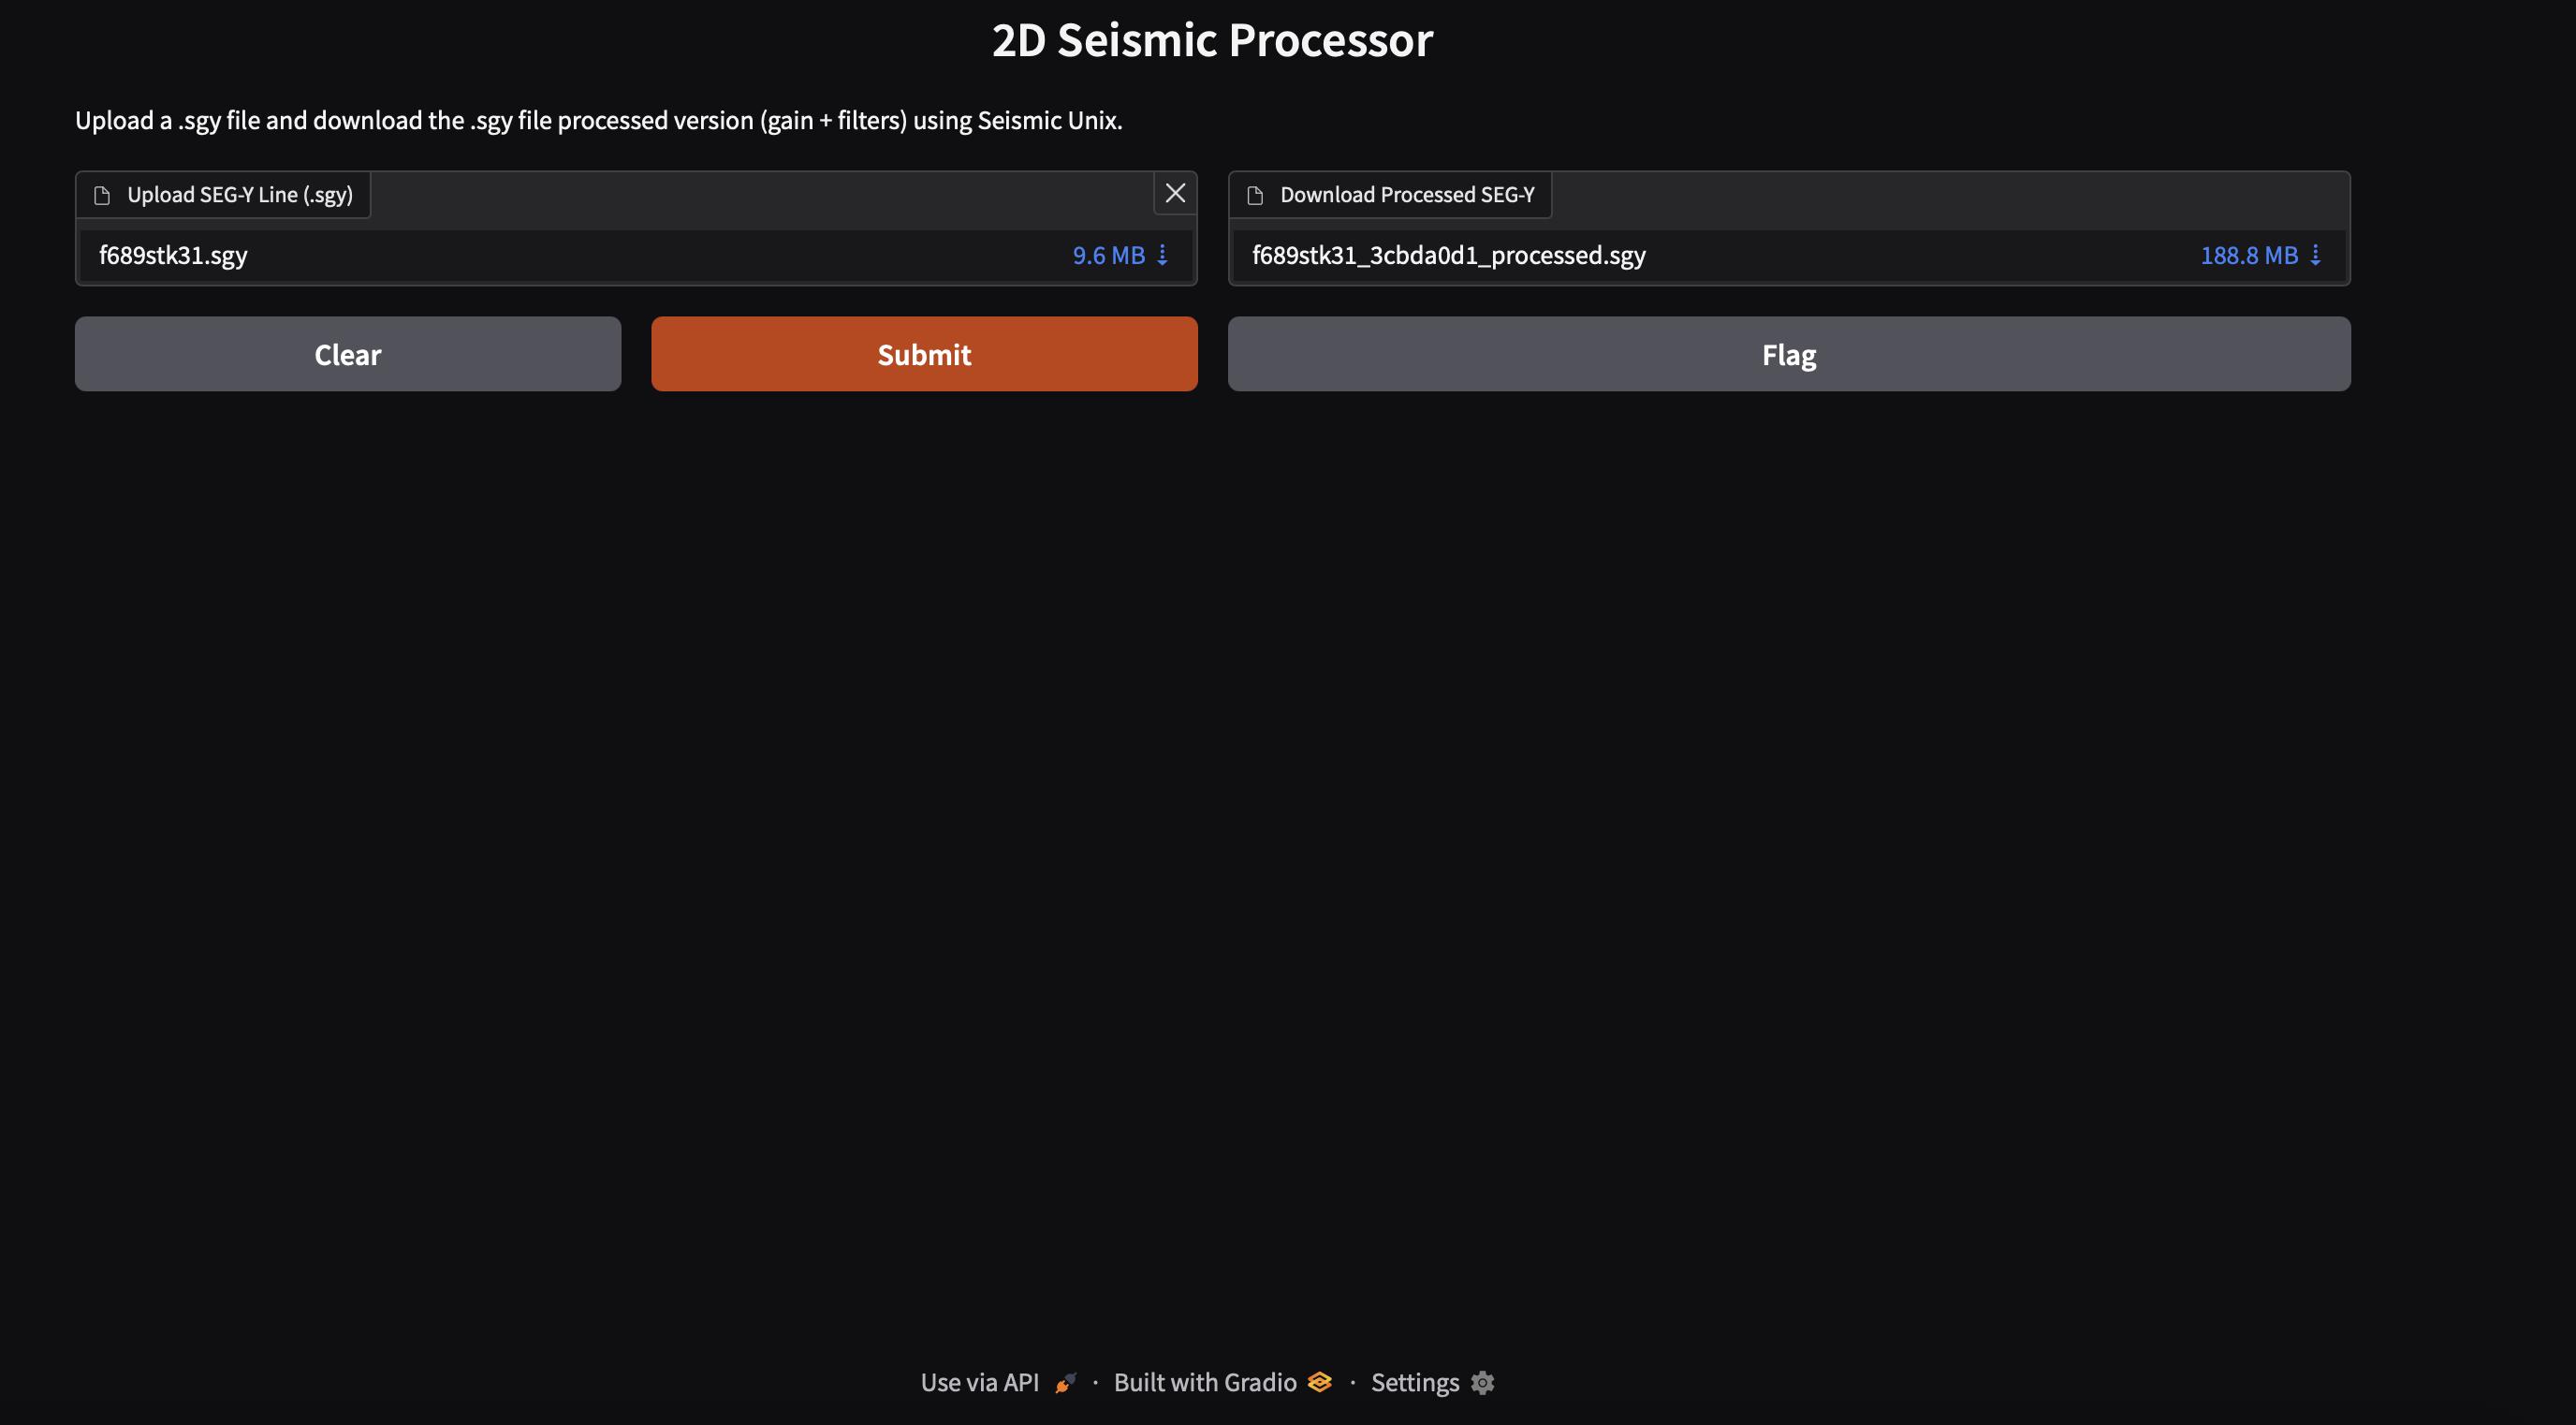 2D Seismic Processor
Upload a .sgy file and download the .sgy file processed version (gain + filters) using Seismic Unix.
Upload SEG-Y Line (.sgy)
f689stk31.sgy 9.6 MB ⇣
Download Processed SEG-Y
f689stk31_3cbda0d1_processed.sgy 188.8 MB ⇣
Clear
Submit
Flag
Use via API · Built with Gradio · Settings